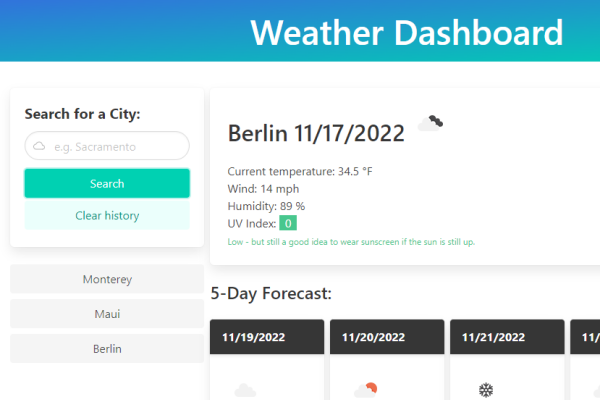 Weather Dashboard
Search for a City:
e.g. Sacramento
Search
Clear history
Monterey
Maui
Berlin
Berlin 11/17/2022
Current temperature: 34.5 °F
Wind: 14 mph
Humidity: 89 %
UV Index: 0
Low - but still a good idea to wear sunscreen if the sun is still up.
5-Day Forecast:
11/19/2022
11/20/2022
11/21/2022
11/